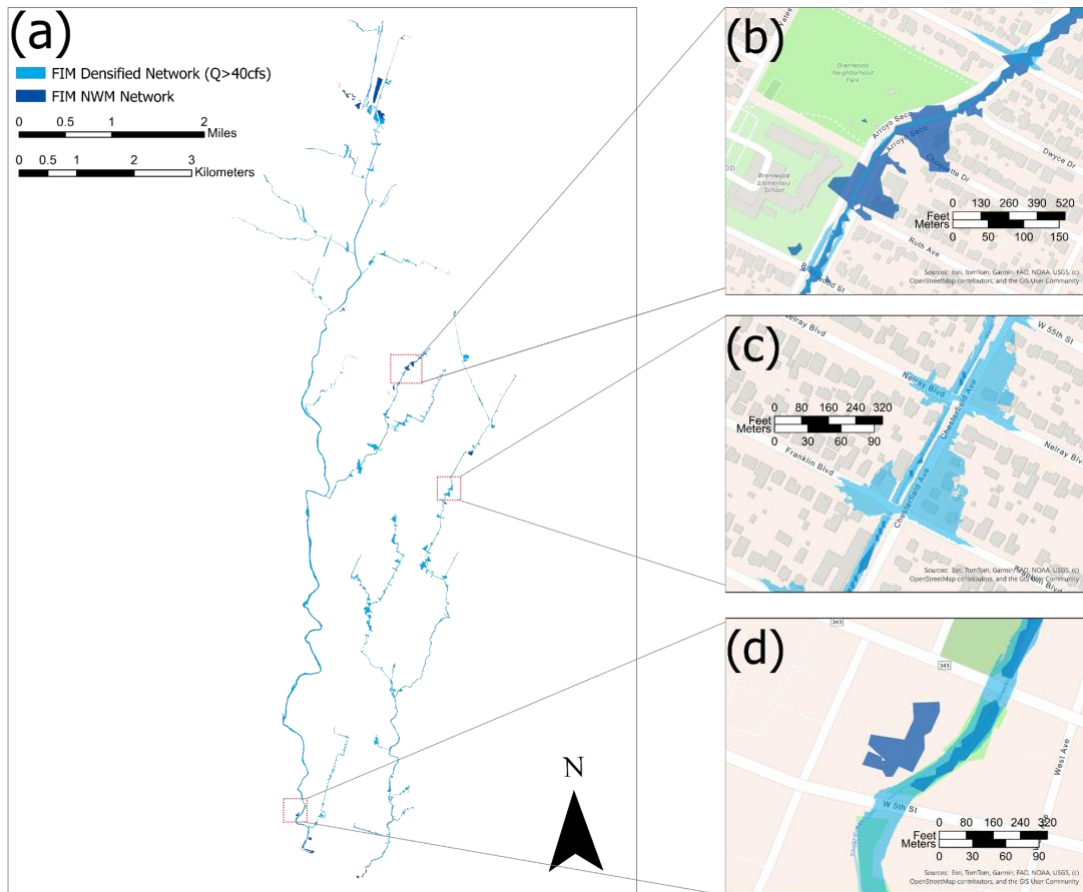 (a)
FIM Densified Network (Q>40cfs)
FIM NWM Network
0 0.5 1 2
Miles
0 0.5 1 2 3
Kilometers
N
(b)
Yates
Brentwood
Neighborhood
Park
Arroyo Seco
Arroyo Seco
Brentwood
Elementary
School
Dwyce Dr
Ruth Ave
0 130 260 390 520
Feet
Meters
0 50 100 150
Sources: Esri, TomTom, Garmin, FAO, NOAA, USGS, (c)
OpenStreetMap contributors, and the GIS User Community
(c)
Nelray Blvd
W 55th St
Nelray Blvd
Chesterfield Ave
0 80 160 240 320
Feet
Meters
0 30 60 90
Franklin Blvd
Nelray Blvd
Chesterfield Ave
Franklin Blvd
Sources: Esri, TomTom, Garmin, FAO, NOAA, USGS, (c)
OpenStreetMap contributors, and the GIS User Community
(d)
343
343
West Ave
W 5th St
0 80 160 240 320
Feet
Meters
0 30 60 90
Sources: Esri, TomTom, Garmin, FAO, NOAA, USGS, (c)
OpenStreetMap contributors, and the GIS User Community